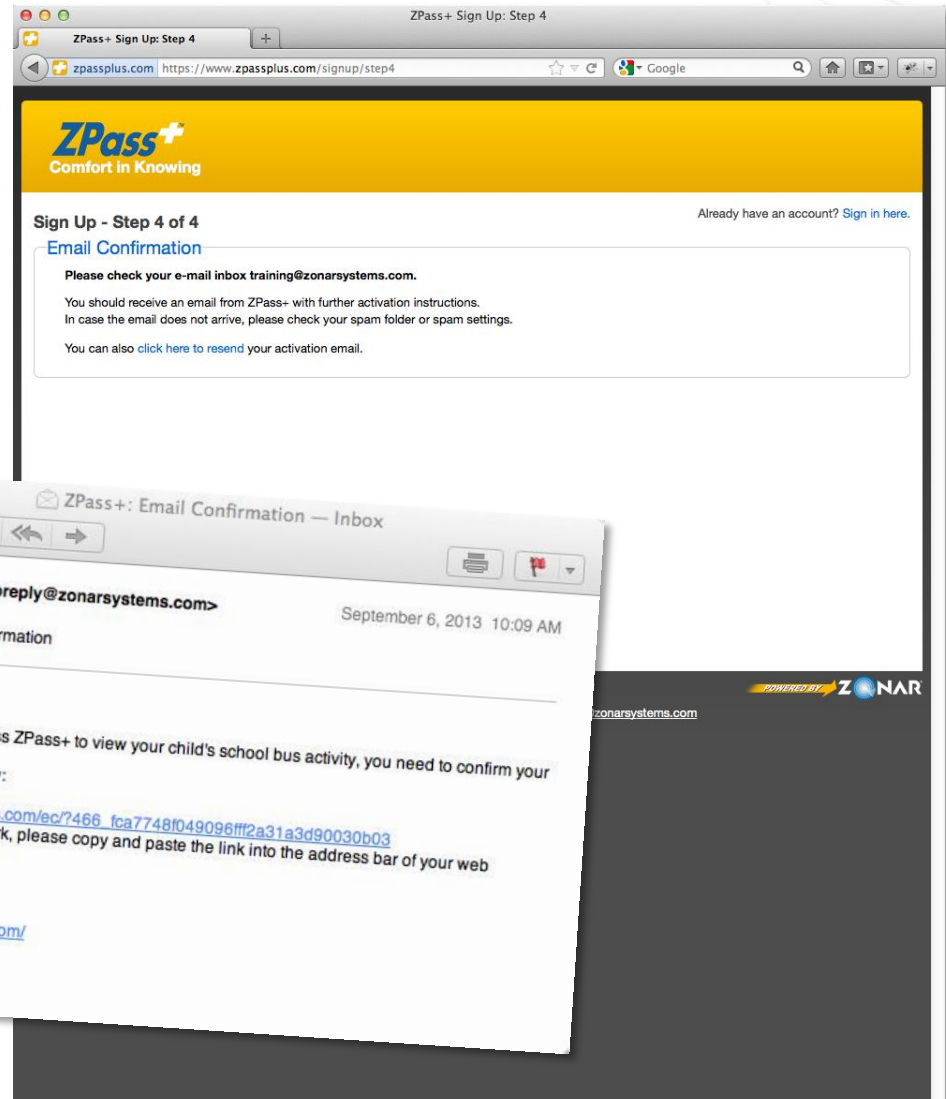 ZPass+ Sign Up: Step 4
ZPass+ Sign Up: Step 4
zpassplus.com https://www.zpassplus.com/signup/step4
Google
ZPass+
Comfort in Knowing
Already have an account? Sign in here.
Sign Up - Step 4 of 4
Email Confirmation
Please check your e-mail inbox training@zonarsystems.com.
You should receive an email from ZPass+ with further activation instructions.
In case the email does not arrive, please check your spam folder or spam settings.
You can also click here to resend your activation email.
ZPass+: Email Confirmation — Inbox
reply@zonarsystems.com>
September 6, 2013 10:09 AM
rmation
ss ZPass+ to view your child's school bus activity, you need to confirm your
s.com/ec/?466_fca7748f049096fff2a31a3d90030b03
rk, please copy and paste the link into the address bar of your web
om/
POWERED BY ZONAR
zonarsystems.com